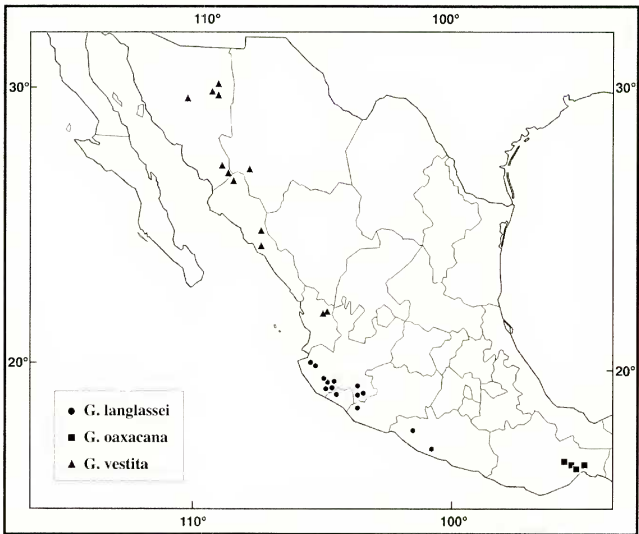 110° 100°
30° 30°
20° 20°
G. langlassei
G. oaxacana
G. vestita
110° 100°